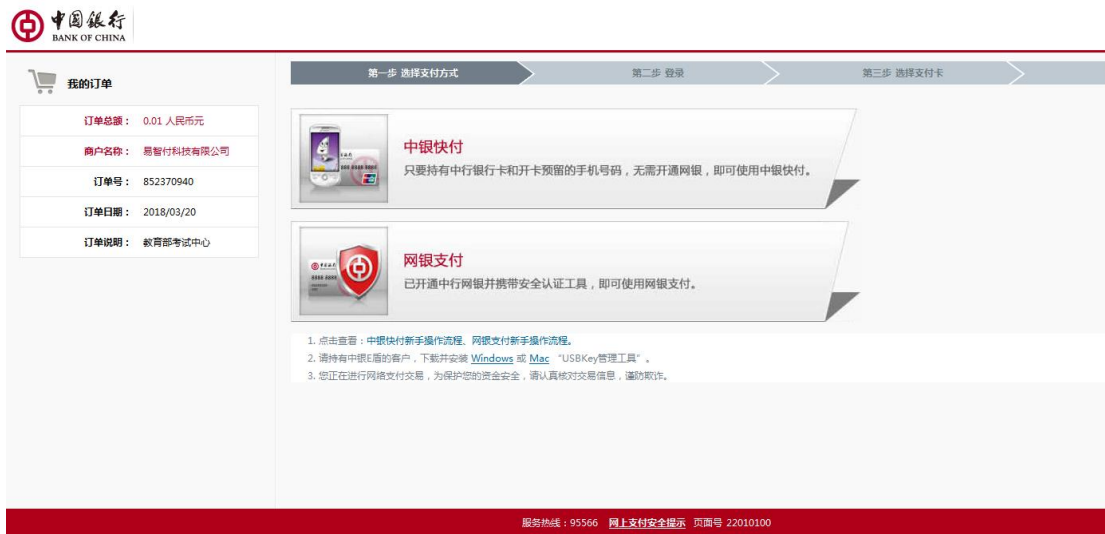 中国銀行
BANK OF CHINA
我的订单
订单总额： 0.01 人民币元
商户名称： 易智付科技有限公司
订单号： 852370940
订单日期： 2018/03/20
订单说明： 教育部考试中心
第一步 选择支付方式
第二步 登录
第三步 选择支付卡
中银快付
只要持有中行银行卡和开卡预留的手机号码，无需开通网银，即可使用中银快付。
网银支付
已开通中行网银并携带安全认证工具，即可使用网银支付。
1. 点击查看：中银快付新手操作流程、网银支付新手操作流程。
2. 请持有中银E盾的客户，下载并安装 Windows 或 Mac “USBKey管理工具”。
3. 您正在进行网络支付交易，为保护您的资金安全，请认真核对交易信息，谨防欺诈。
服务热线：95566 网上支付安全提示 页面号 22010100